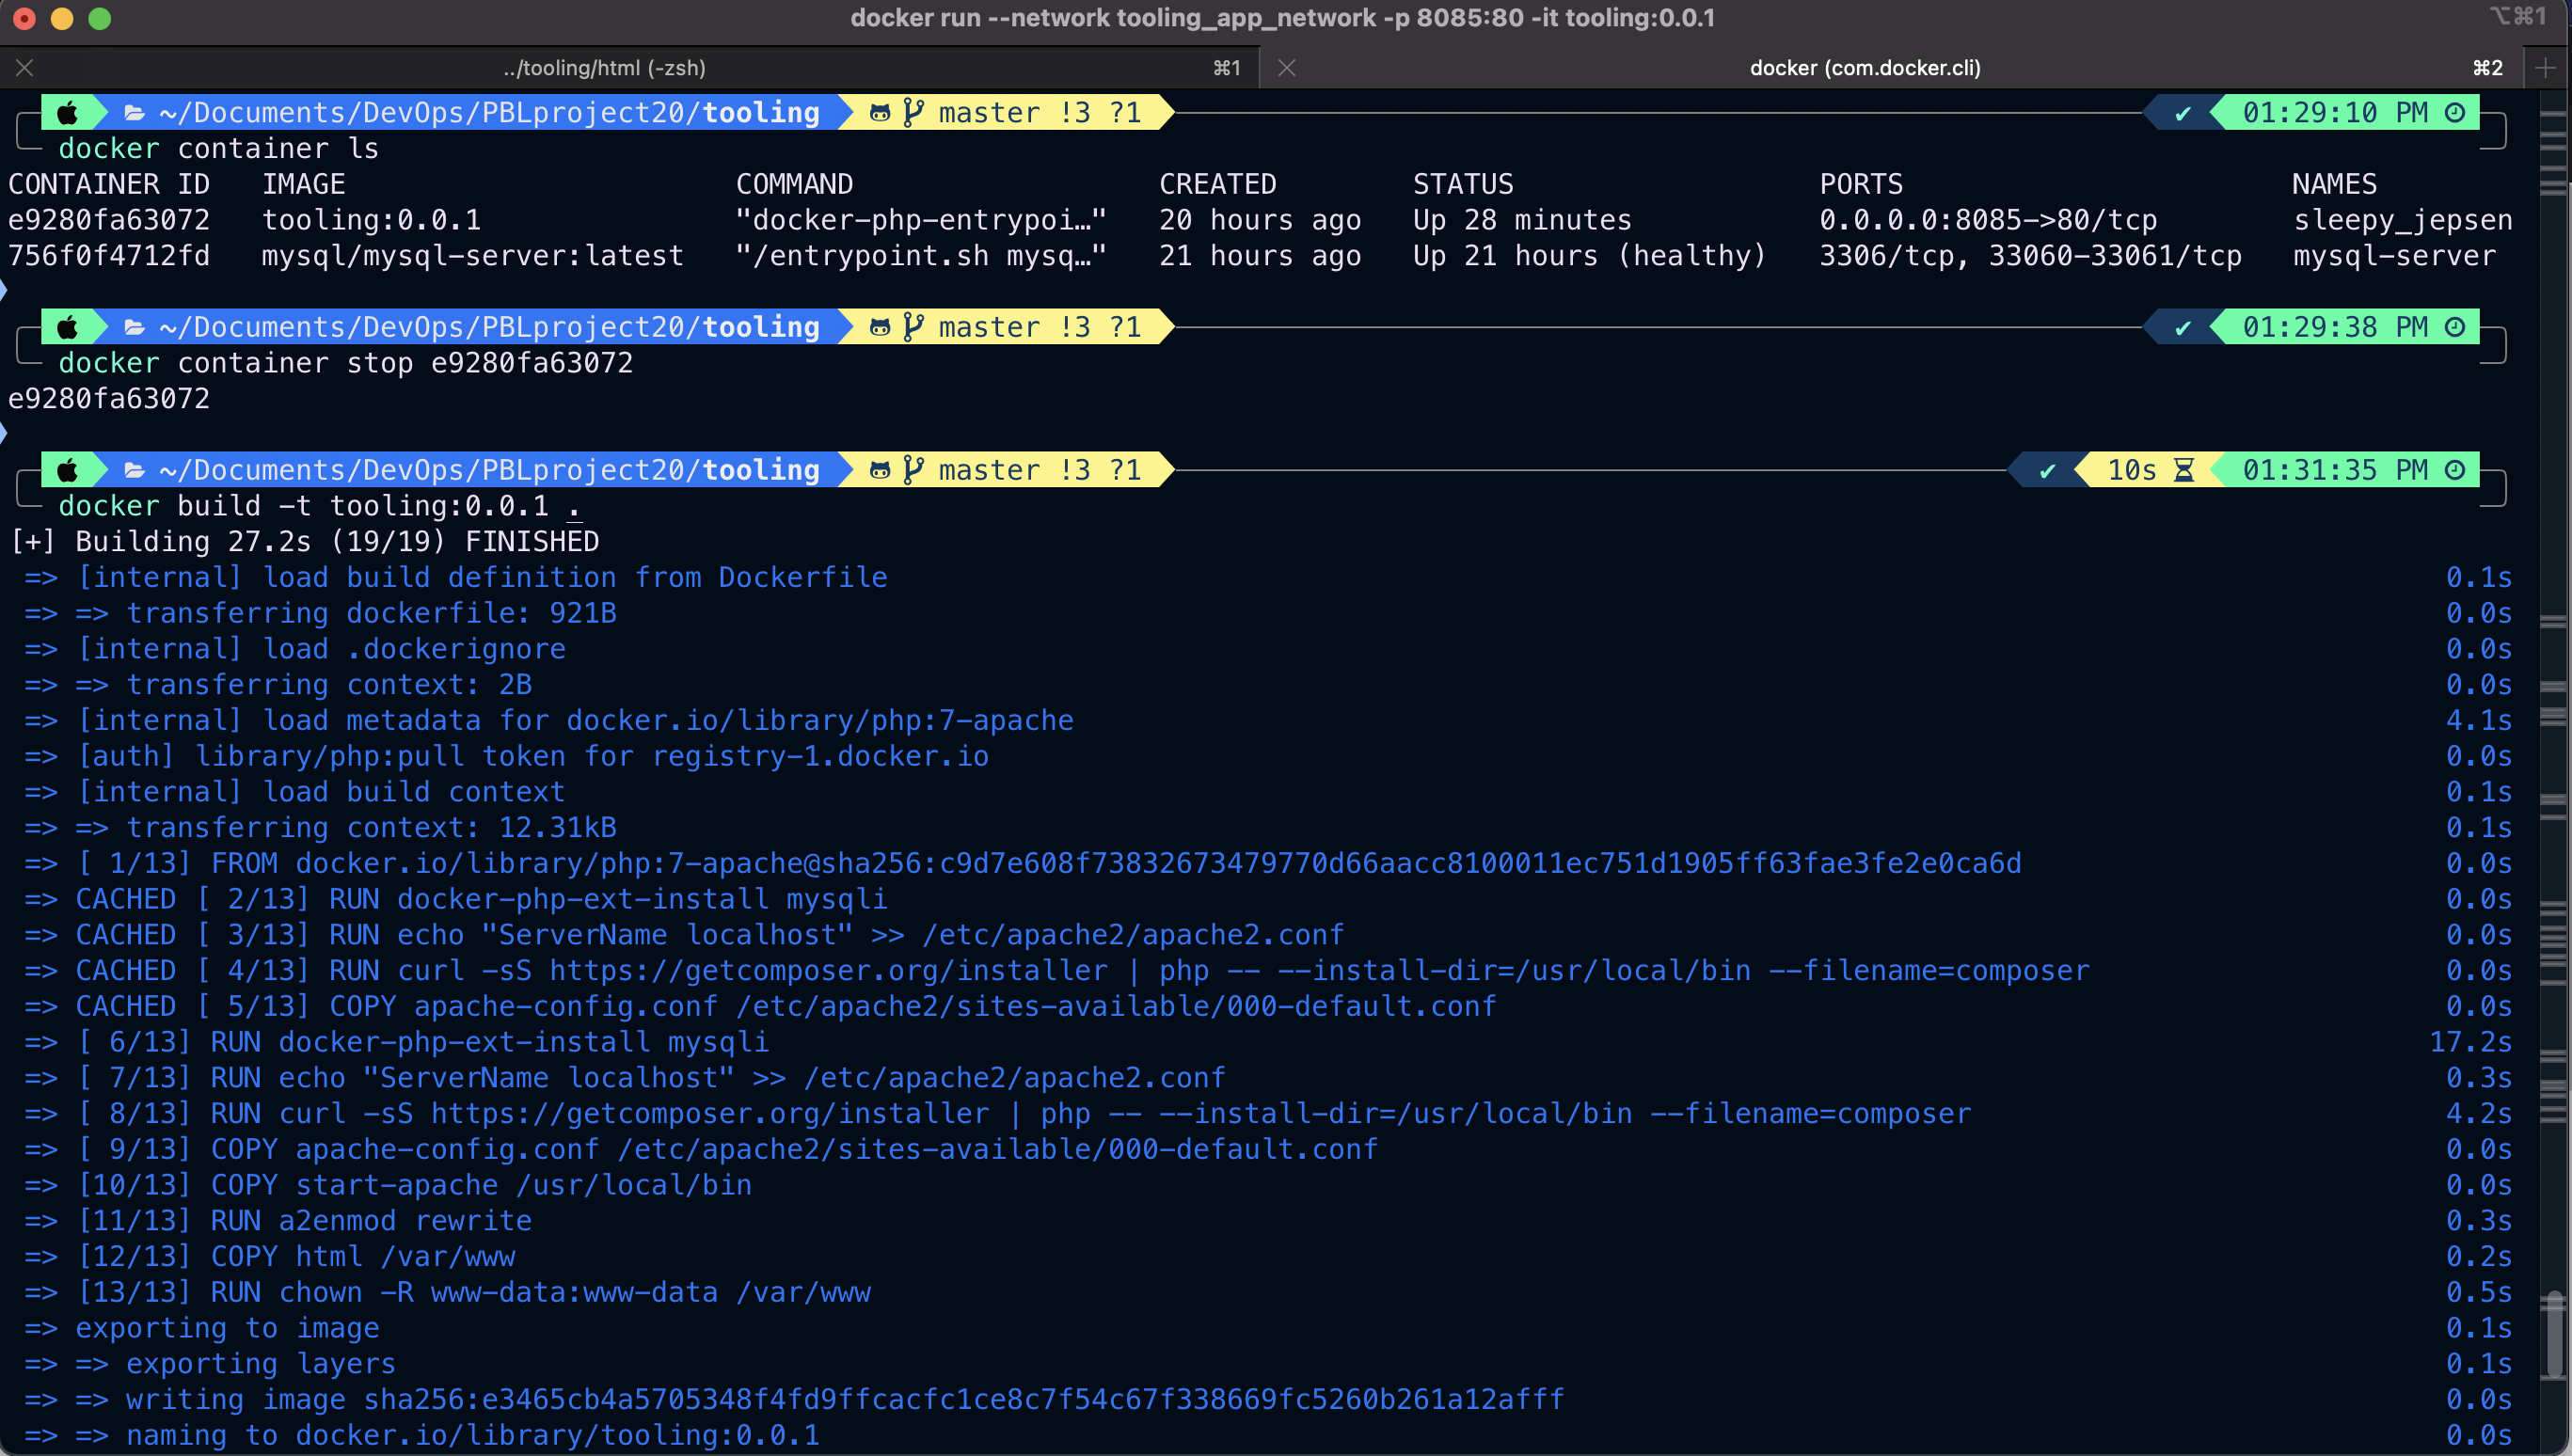 docker run --network tooling_app_network -p 8085:80 -it tooling:0.0.1 ⌥⌘1
../tooling/html (-zsh) ⌘1 docker (com.docker.cli) ⌘2
~/Documents/DevOps/PBLproject20/tooling master !3 ?1 ✔ 01:29:10 PM
docker container ls
CONTAINER ID IMAGE COMMAND CREATED STATUS PORTS NAMES
e9280fa63072 tooling:0.0.1 "docker-php-entrypoi…" 20 hours ago Up 28 minutes 0.0.0.0:8085->80/tcp sleepy_jepsen
756f0f4712fd mysql/mysql-server:latest "/entrypoint.sh mysq…" 21 hours ago Up 21 hours (healthy) 3306/tcp, 33060-33061/tcp mysql-server
~/Documents/DevOps/PBLproject20/tooling master !3 ?1 ✔ 01:29:38 PM
docker container stop e9280fa63072
e9280fa63072
~/Documents/DevOps/PBLproject20/tooling master !3 ?1 ✔ 10s 01:31:35 PM
docker build -t tooling:0.0.1 .
[+] Building 27.2s (19/19) FINISHED
=> [internal] load build definition from Dockerfile 0.1s
=> => transferring dockerfile: 921B 0.0s
=> [internal] load .dockerignore 0.0s
=> => transferring context: 2B 0.0s
=> [internal] load metadata for docker.io/library/php:7-apache 4.1s
=> [auth] library/php:pull token for registry-1.docker.io 0.0s
=> [internal] load build context 0.1s
=> => transferring context: 12.31kB 0.1s
=> [ 1/13] FROM docker.io/library/php:7-apache@sha256:c9d7e608f73832673479770d66aacc8100011ec751d1905ff63fae3fe2e0ca6d 0.0s
=> CACHED [ 2/13] RUN docker-php-ext-install mysqli 0.0s
=> CACHED [ 3/13] RUN echo "ServerName localhost" >> /etc/apache2/apache2.conf 0.0s
=> CACHED [ 4/13] RUN curl -sS https://getcomposer.org/installer | php -- --install-dir=/usr/local/bin --filename=composer 0.0s
=> CACHED [ 5/13] COPY apache-config.conf /etc/apache2/sites-available/000-default.conf 0.0s
=> [ 6/13] RUN docker-php-ext-install mysqli 17.2s
=> [ 7/13] RUN echo "ServerName localhost" >> /etc/apache2/apache2.conf 0.3s
=> [ 8/13] RUN curl -sS https://getcomposer.org/installer | php -- --install-dir=/usr/local/bin --filename=composer 4.2s
=> [ 9/13] COPY apache-config.conf /etc/apache2/sites-available/000-default.conf 0.0s
=> [10/13] COPY start-apache /usr/local/bin 0.0s
=> [11/13] RUN a2enmod rewrite 0.3s
=> [12/13] COPY html /var/www 0.2s
=> [13/13] RUN chown -R www-data:www-data /var/www 0.5s
=> exporting to image 0.1s
=> => exporting layers 0.1s
=> => writing image sha256:e3465cb4a5705348f4fd9ffcacfc1ce8c7f54c67f338669fc5260b261a12afff 0.0s
=> => naming to docker.io/library/tooling:0.0.1 0.0s